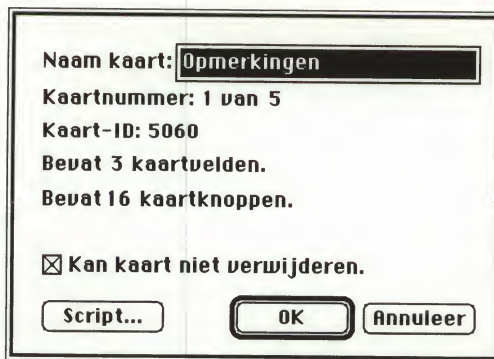 Naam kaart: Opmerkingen
Kaartnummer: 1 van 5
Kaart-ID: 5060
Bevat 3 kaartvelden.
Bevat 16 kaartknoppen.
Kan kaart niet verwijderen.
Script... OK Annuleer